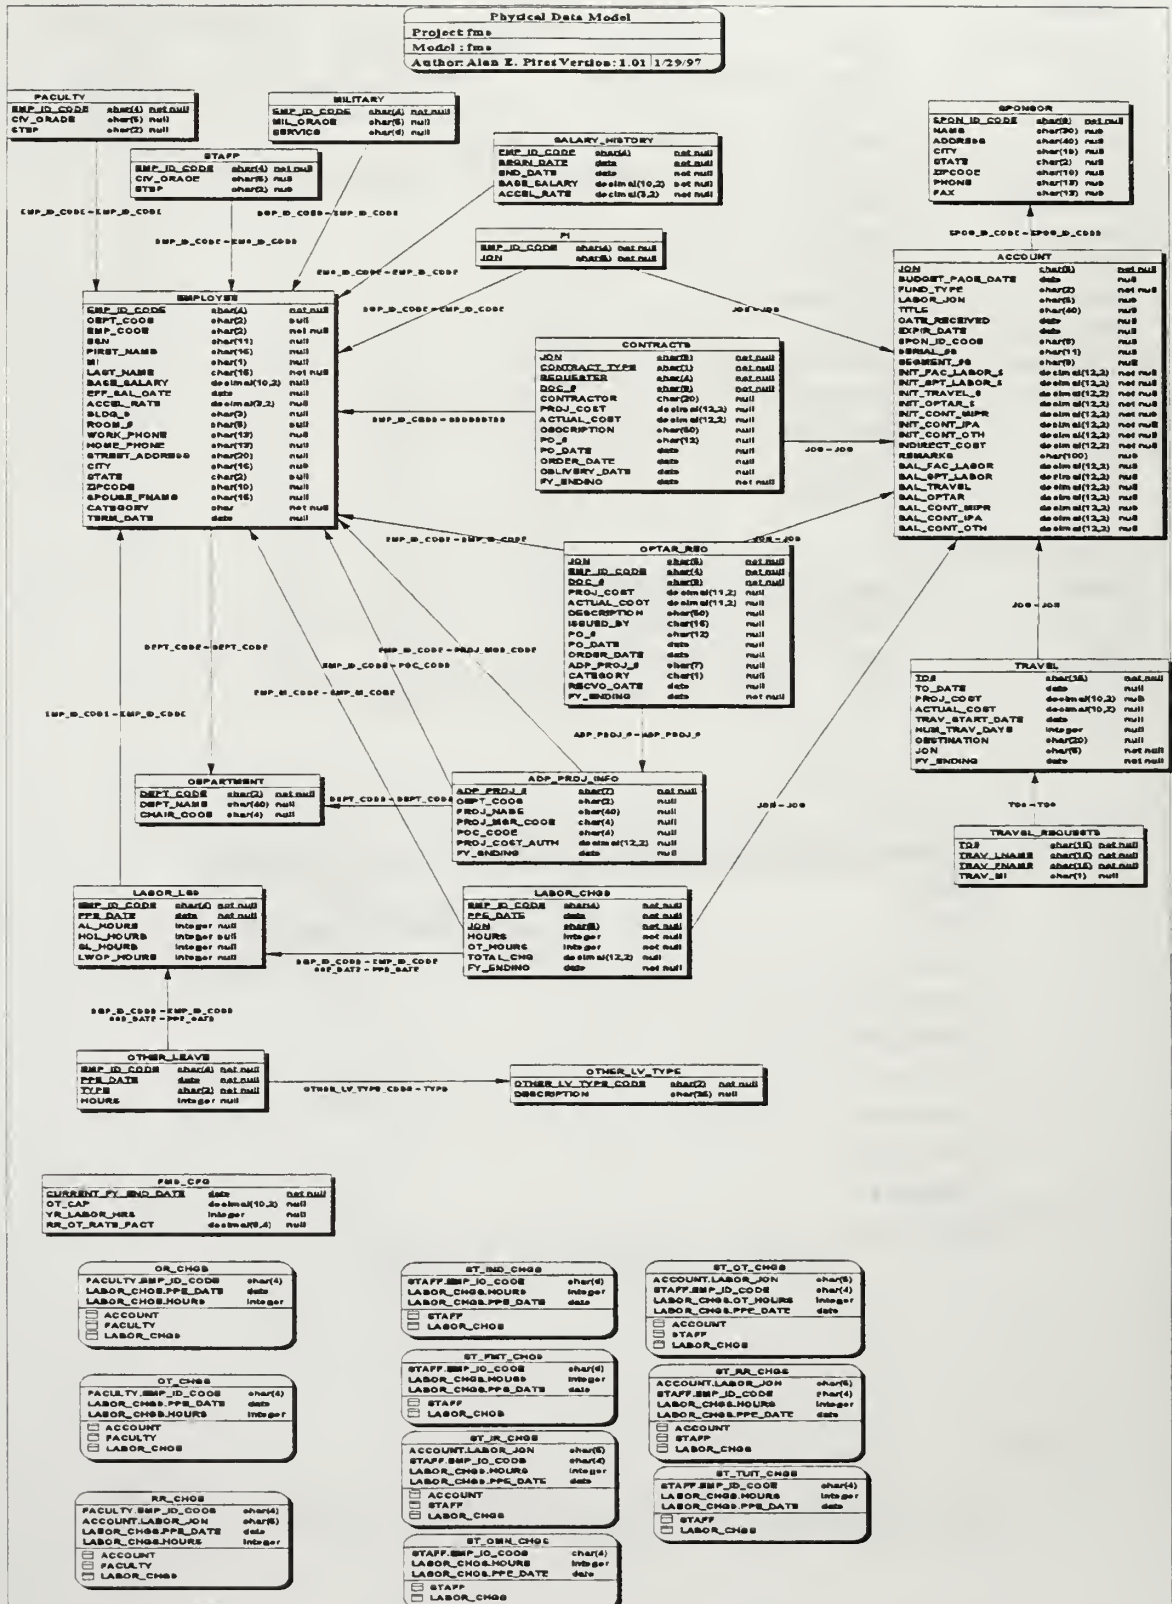 Physical Data Model
Project: fms
Model : fms
Author: Alan E. Pires Version: 1.01 1/29/97
FACULTY
EMP_ID_CODE char(4) not null
CIV_GRADE char(5) null
STEP char(2) null
MILITARY
EMP_ID_CODE char(4) not null
MIL_GRADE char(5) null
SERVICE char(4) null
STAFF
EMP_ID_CODE char(4) not null
CIV_GRADE char(5) null
STEP char(2) null
SALARY_HISTORY
EMP_ID_CODE char(4) not null
BEGIN_DATE date not null
END_DATE date not null
BASE_SALARY decimal(10,2) not null
ACCEL_RATE decimal(3,2) not null
SPONSOR
SPON_ID_CODE char(9) not null
NAME char(30) null
ADDRESS char(40) null
CITY char(15) null
STATE char(2) null
ZIPCODE char(10) null
PHONE char(13) null
FAX char(13) null
EMP_ID_CODE = EMP_ID_CODE
EMP_ID_CODE = EMP_ID_CODE
EMP_ID_CODE = EMP_ID_CODE
EMP_ID_CODE = EMP_ID_CODE
SPON_ID_CODE = SPON_ID_CODE
PI
EMP_ID_CODE char(4) not null
JON char(5) not null
EMP_ID_CODE = EMP_ID_CODE
JON = JON
EMPLOYEE
EMP_ID_CODE char(4) not null
DEPT_CODE char(2) null
EMP_CODE char(2) not null
SSN char(11) null
FIRST_NAME char(15) null
MI char(1) null
LAST_NAME char(15) not null
BASE_SALARY decimal(10,2) null
EFF_SAL_DATE date null
ACCEL_RATE decimal(3,2) null
BLDG_# char(3) null
ROOM_# char(5) null
WORK_PHONE char(13) null
HOME_PHONE char(13) null
STREET_ADDRESS char(20) null
CITY char(15) null
STATE char(2) null
ZIPCODE char(10) null
SPOUSE_FNAME char(15) null
CATEGORY char not null
TERM_DATE date null
CONTRACTS
JON char(5) not null
CONTRACT_TYPE char(1) not null
REQUESTER char(4) not null
DOC_# char(9) not null
CONTRACTOR char(20) null
PROJ_COST decimal(12,2) null
ACTUAL_COST decimal(12,2) null
DESCRIPTION char(50) null
PO_# char(12) null
PO_DATE date null
ORDER_DATE date null
DELIVERY_DATE date null
FY_ENDING date not null
EMP_ID_CODE = REQUESTER
JON = JON
ACCOUNT
JON char(5) not null
BUDGET_PAGE_DATE date null
FUND_TYPE char(2) not null
LABOR_JON char(5) null
TITLE char(40) null
DATE_RECEIVED date null
EXPIR_DATE date null
SPON_ID_CODE char(9) null
SERIAL_#S char(11) null
SEGMENT_#S char(9) null
INIT_FAC_LABOR_$ decimal(12,2) not null
INIT_SPT_LABOR_$ decimal(12,2) not null
INIT_TRAVEL_$ decimal(12,2) not null
INIT_OPTAR_$ decimal(12,2) not null
INIT_CONT_MIPR decimal(12,2) not null
INIT_CONT_IPA decimal(12,2) not null
INIT_CONT_OTH decimal(12,2) not null
INDIRECT_COST decimal(12,2) not null
REMARKS char(100) null
BAL_FAC_LABOR decimal(12,2) null
BAL_SPT_LABOR decimal(12,2) null
BAL_TRAVEL decimal(12,2) null
BAL_OPTAR decimal(12,2) null
BAL_CONT_MIPR decimal(12,2) null
BAL_CONT_IPA decimal(12,2) null
BAL_CONT_OTH decimal(12,2) null
EMP_ID_CODE = EMP_ID_CODE
JON = JON
OPTAR_REQ
JON char(5) not null
EMP_ID_CODE char(4) not null
DOC_# char(9) not null
PROJ_COST decimal(11,2) null
ACTUAL_COST decimal(11,2) null
DESCRIPTION char(50) null
ISSUED_BY char(15) null
PO_# char(12) null
PO_DATE date null
ORDER_DATE date null
ADP_PROJ_# char(7) null
CATEGORY char(1) null
RECVD_DATE date null
FY_ENDING date not null
JON = JON
DEPT_CODE = DEPT_CODE
EMP_ID_CODE = PROJ_MGR_CODE
EMP_ID_CODE = POC_CODE
EMP_ID_CODE = EMP_ID_CODE
EMP_ID_CODE = EMP_ID_CODE
ADP_PROJ_# = ADP_PROJ_#
TRAVEL
TO# char(15) not null
TO_DATE date null
PROJ_COST decimal(10,2) null
ACTUAL_COST decimal(10,2) null
TRAV_START_DATE date null
NUM_TRAV_DAYS integer null
DESTINATION char(20) null
JON char(5) not null
FY_ENDING date not null
DEPARTMENT
DEPT_CODE char(2) not null
DEPT_NAME char(40) null
CHAIR_CODE char(4) null
DEPT_CODE = DEPT_CODE
ADP_PROJ_INFO
ADP_PROJ_# char(7) not null
DEPT_CODE char(2) null
PROJ_NAME char(40) null
PROJ_MGR_CODE char(4) null
POC_CODE char(4) null
PROJ_COST_AUTH decimal(12,2) null
FY_ENDING date null
JON = JON
TO# = TO#
TRAVEL_REQUESTS
TO# char(15) not null
TRAV_LNAME char(15) not null
TRAV_FNAME char(15) not null
TRAV_MI char(1) null
LABOR_LGS
EMP_ID_CODE char(4) not null
PPE_DATE date not null
AL_HOURS integer null
HOL_HOURS integer null
SL_HOURS integer null
LWOP_HOURS integer null
LABOR_CHGS
EMP_ID_CODE char(4) not null
PPE_DATE date not null
JON char(5) not null
HOURS integer not null
OT_HOURS integer not null
TOTAL_CHG decimal(12,2) null
FY_ENDING date not null
EMP_ID_CODE = EMP_ID_CODE
PPE_DATE = PPE_DATE
EMP_ID_CODE = EMP_ID_CODE
PPE_DATE = PPE_DATE
OTHER_LEAVE
EMP_ID_CODE char(4) not null
PPE_DATE date not null
TYPE char(2) not null
HOURS integer null
OTHER_LV_TYPE_CODE = TYPE
OTHER_LV_TYPE
OTHER_LV_TYPE_CODE char(2) not null
DESCRIPTION char(25) null
FMS_CFG
CURRENT_FY_END_DATE date not null
OT_CAP decimal(10,2) null
YR_LABOR_HRS integer null
RR_OT_RATE_FACT decimal(5,4) null
OR_CHGS
FACULTY.EMP_ID_CODE char(4)
LABOR_CHGS.PPE_DATE date
LABOR_CHGS.HOURS integer
ACCOUNT
FACULTY
LABOR_CHGS
ST_IND_CHGS
STAFF.EMP_ID_CODE char(4)
LABOR_CHGS.HOURS integer
LABOR_CHGS.PPE_DATE date
STAFF
LABOR_CHGS
ST_OT_CHGS
ACCOUNT.LABOR_JON char(5)
STAFF.EMP_ID_CODE char(4)
LABOR_CHGS.OT_HOURS integer
LABOR_CHGS.PPE_DATE date
ACCOUNT
STAFF
LABOR_CHGS
OT_CHGS
FACULTY.EMP_ID_CODE char(4)
LABOR_CHGS.PPE_DATE date
LABOR_CHGS.HOURS integer
ACCOUNT
FACULTY
LABOR_CHGS
ST_FMT_CHGS
STAFF.EMP_ID_CODE char(4)
LABOR_CHGS.HOURS integer
LABOR_CHGS.PPE_DATE date
STAFF
LABOR_CHGS
ST_RR_CHGS
ACCOUNT.LABOR_JON char(5)
STAFF.EMP_ID_CODE char(4)
LABOR_CHGS.HOURS integer
LABOR_CHGS.PPE_DATE date
ACCOUNT
STAFF
LABOR_CHGS
ST_IR_CHGS
ACCOUNT.LABOR_JON char(5)
STAFF.EMP_ID_CODE char(4)
LABOR_CHGS.HOURS integer
LABOR_CHGS.PPE_DATE date
ACCOUNT
STAFF
LABOR_CHGS
ST_TUIT_CHGS
STAFF.EMP_ID_CODE char(4)
LABOR_CHGS.HOURS integer
LABOR_CHGS.PPE_DATE date
STAFF
LABOR_CHGS
RR_CHGS
FACULTY.EMP_ID_CODE char(4)
ACCOUNT.LABOR_JON char(5)
LABOR_CHGS.PPE_DATE date
LABOR_CHGS.HOURS integer
ACCOUNT
FACULTY
LABOR_CHGS
ST_OMN_CHGS
STAFF.EMP_ID_CODE char(4)
LABOR_CHGS.HOURS integer
LABOR_CHGS.PPE_DATE date
STAFF
LABOR_CHGS